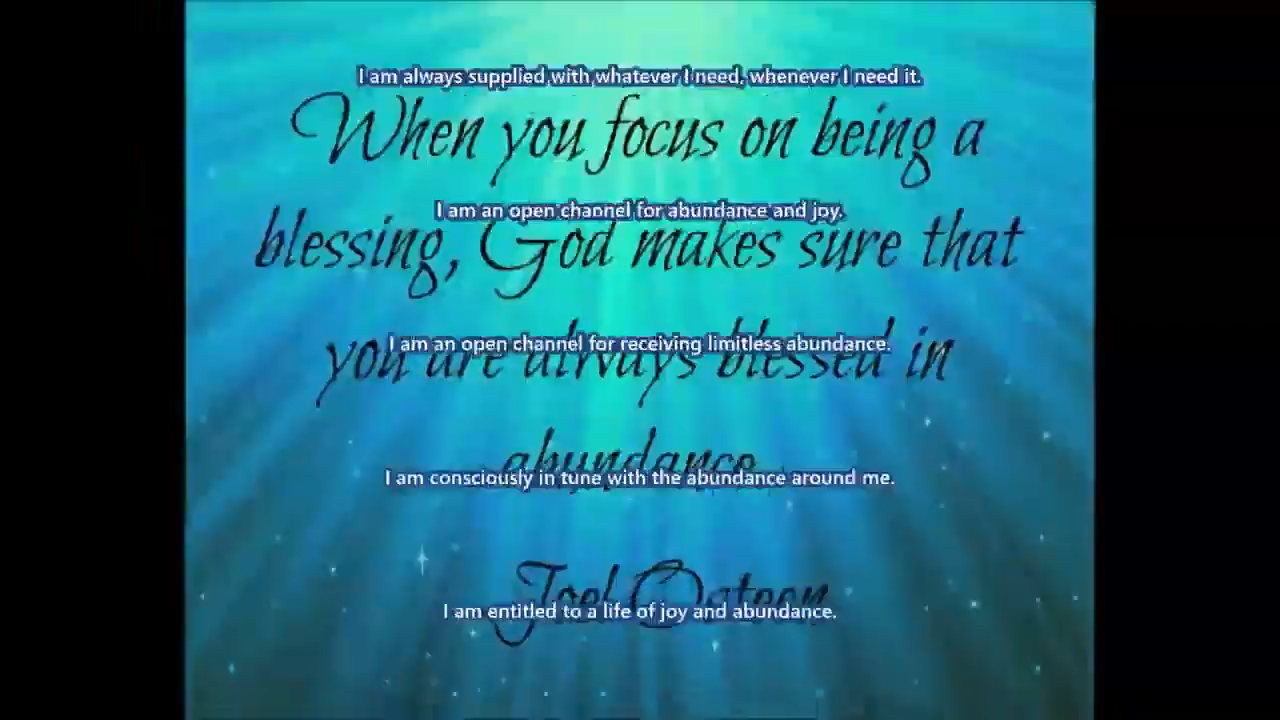 I am always supplied with whatever I need, whenever I need it.
When you focus on being a
I am an open channel for abundance and joy.
blessing, God makes sure that
I am an open channel for receiving limitless abundance.
you are always blessed in
abundance
I am consciously in tune with the abundance around me.
Joel Osteen
I am entitled to a life of joy and abundance.